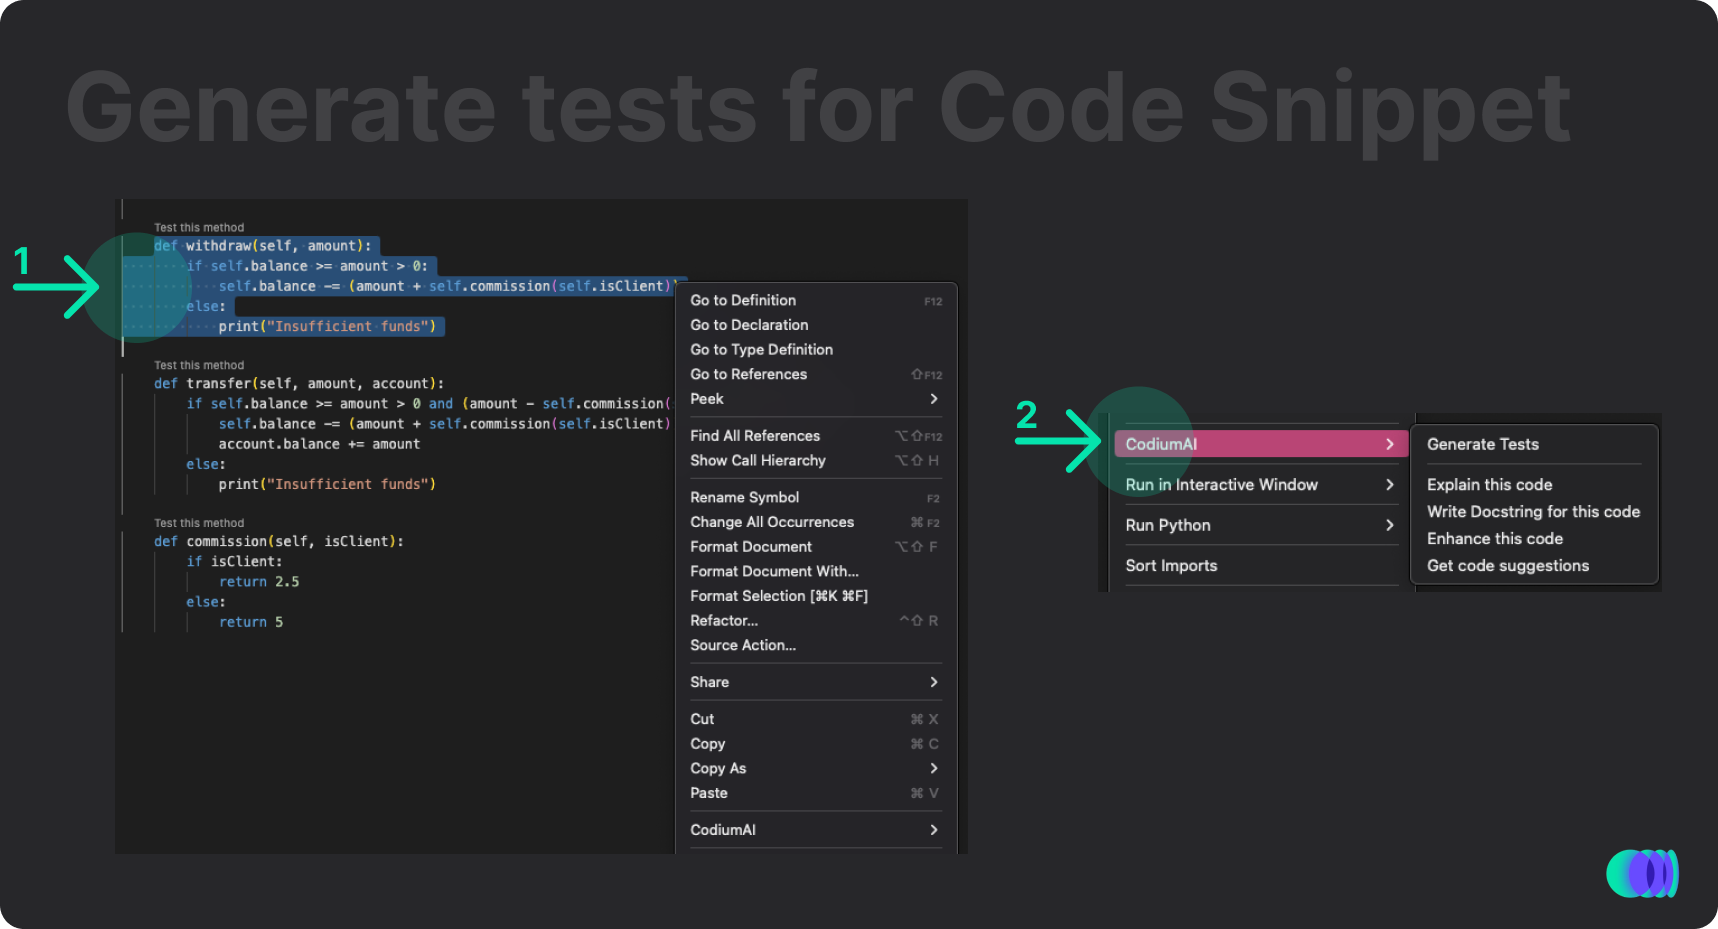 Generate tests for Code Snippet
1
Test this method
def withdraw(self, amount):
if self.balance >= amount > 0:
self.balance -= (amount + self.commission(self.isClient))
else:
print("Insufficient funds")
Test this method
def transfer(self, amount, account):
if self.balance >= amount > 0 and (amount - self.commission(
self.balance -= (amount + self.commission(self.isClient)
account.balance += amount
else:
print("Insufficient funds")
Test this method
def commission(self, isClient):
if isClient:
return 2.5
else:
return 5
Go to Definition F12
Go to Declaration
Go to Type Definition
Go to References ⇧F12
Peek
Find All References ⌥⇧F12
Show Call Hierarchy ⌥⇧ H
Rename Symbol F2
Change All Occurrences ⌘ F2
Format Document ⌥⇧ F
Format Document With...
Format Selection [⌘K ⌘F]
Refactor... ^⇧ R
Source Action...
Share
Cut ⌘ X
Copy ⌘ C
Copy As
Paste ⌘ V
CodiumAI
2
CodiumAI
Run in Interactive Window
Run Python
Sort Imports
Generate Tests
Explain this code
Write Docstring for this code
Enhance this code
Get code suggestions